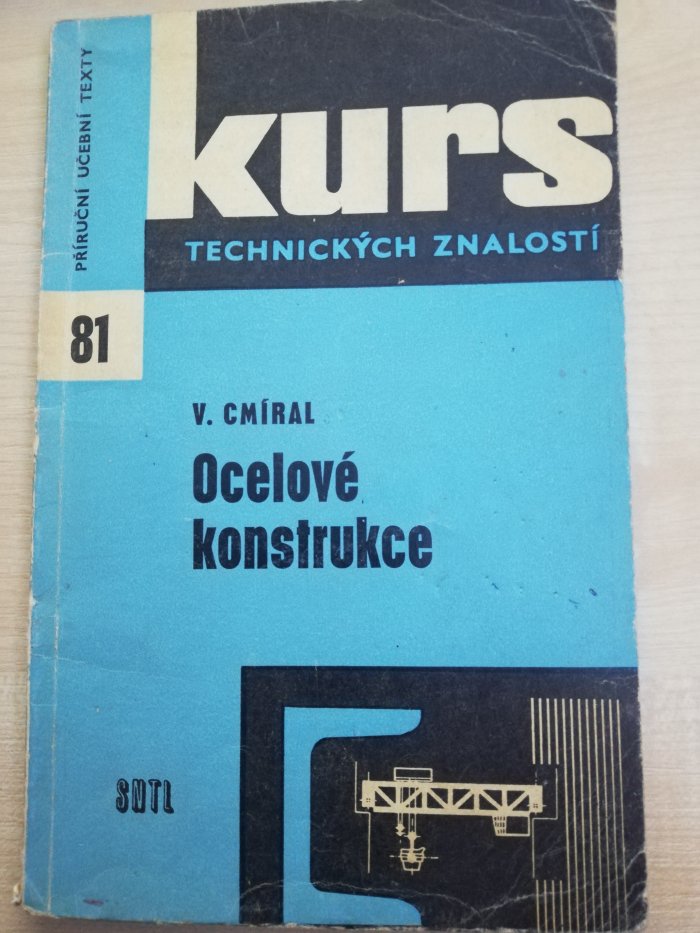 PŘÍRUČNÍ UČEBNÍ TEXTY
kurs
TECHNICKÝCH ZNALOSTÍ
81
V. CMÍRAL
Ocelové
konstrukce
SNTL